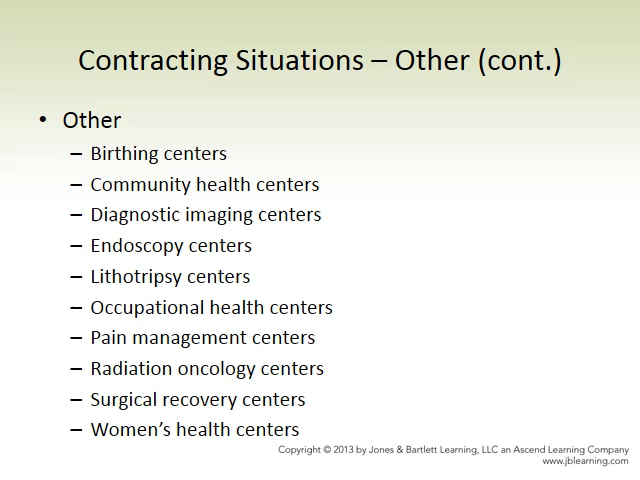 Contracting Situations – Other (cont.)
• Other
– Birthing centers
– Community health centers
– Diagnostic imaging centers
– Endoscopy centers
– Lithotripsy centers
– Occupational health centers
– Pain management centers
– Radiation oncology centers
– Surgical recovery centers
– Women’s health centers
Copyright © 2013 by Jones & Bartlett Learning, LLC an Ascend Learning Company
www.jblearning.com